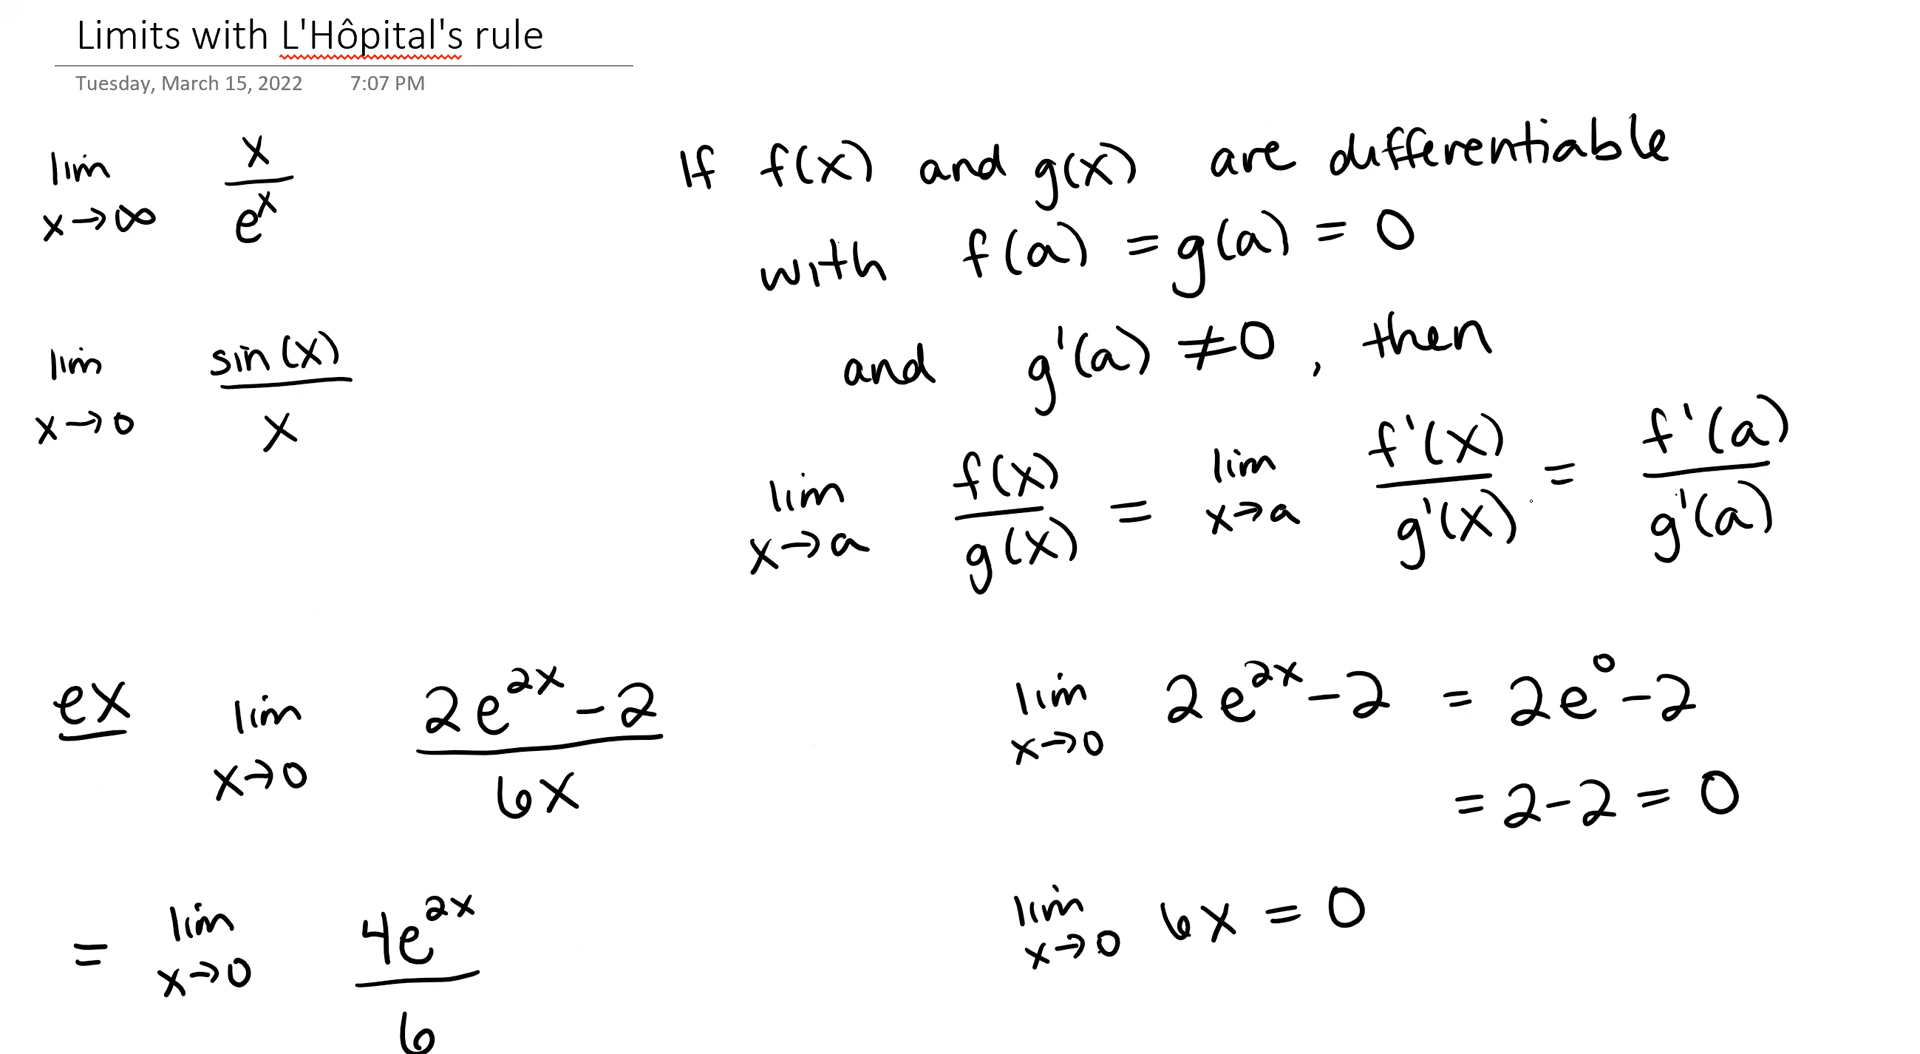 Limits with L'Hôpital's rule
Tuesday, March 15, 2022 7:07 PM
lim x→∞ x/e^x
lim x→0 sin(x)/x
If f(x) and g(x) are differentiable
with f(a) = g(a) = 0
and g'(a) ≠ 0, then
lim x→a f(x)/g(x) = lim x→a f'(x)/g'(x) = f'(a)/g'(a)
ex lim x→0 (2e^(2x) - 2)/6x
= lim x→0 4e^(2x)/6
lim x→0 2e^(2x) - 2 = 2e^0 - 2
= 2 - 2 = 0
lim x→0 6x = 0